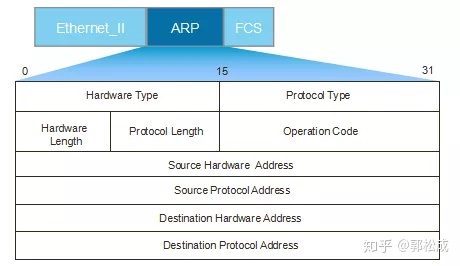 Ethernet_II ARP FCS
0 15 31
Hardware Type Protocol Type
Hardware Length Protocol Length Operation Code
Source Hardware Address
Source Protocol Address
Destination Hardware Address
Destination Protocol Address
知乎 @郭松成